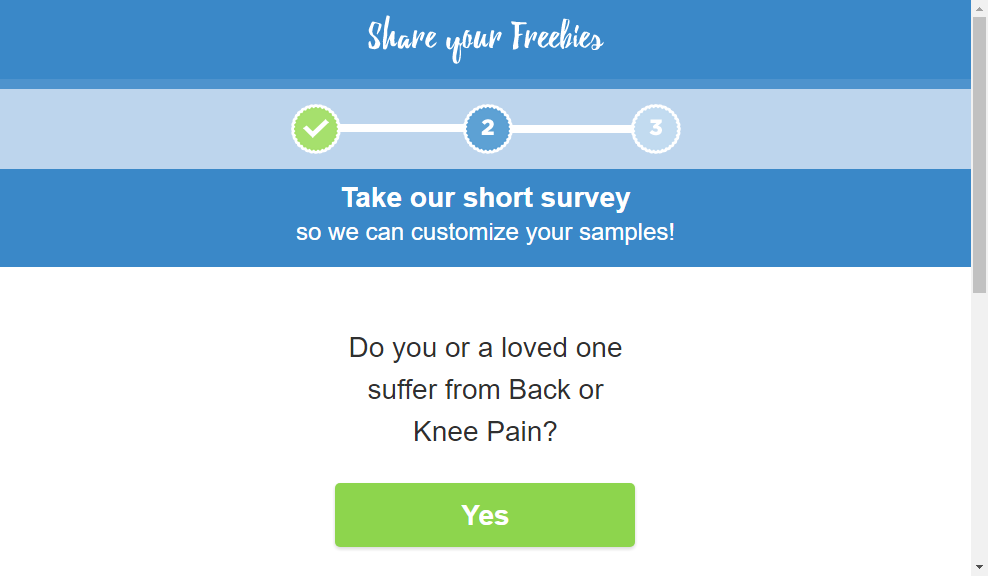 Share your Freebies
2
3
Take our short survey
so we can customize your samples!
Do you or a loved one
suffer from Back or
Knee Pain?
Yes